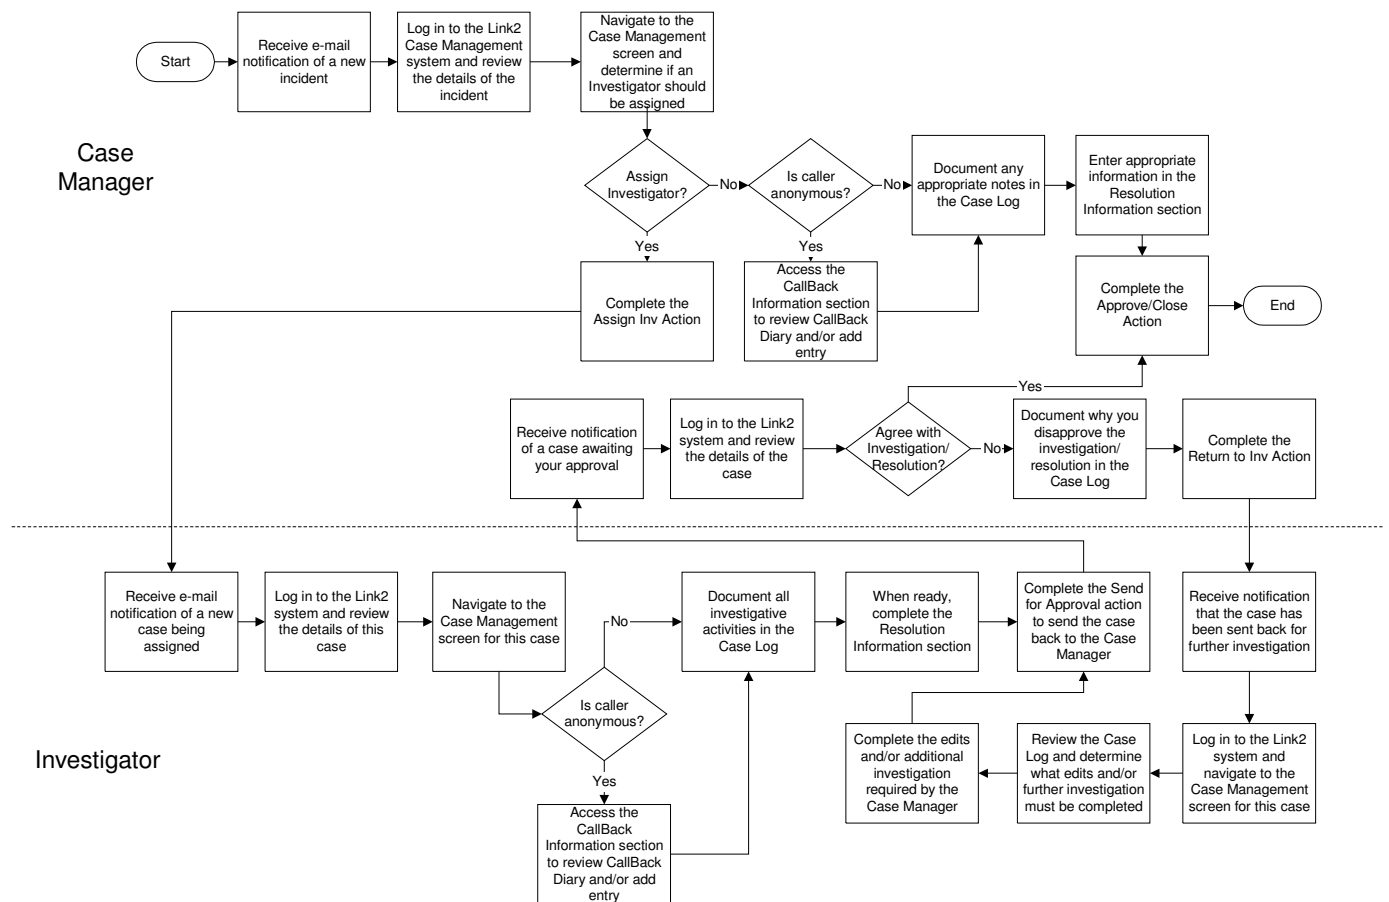 Start
Receive e-mail
notification of a new
incident
Log in to the Link2
Case Management
system and review
the details of the
incident
Navigate to the
Case Management
screen and
determine if an
Investigator should
be assigned
Case
Manager
Assign
Investigator?
No
Is caller
anonymous?
No
Document any
appropriate notes in
the Case Log
Enter appropriate
information in the
Resolution
Information section
Yes
Yes
Complete the
Assign Inv Action
Access the
CallBack
Information section
to review CallBack
Diary and/or add
entry
Complete the
Approve/Close
Action
End
Yes
Receive notification
of a case awaiting
your approval
Log in to the Link2
system and review
the details of the
case
Agree with
Investigation/
Resolution?
No
Document why you
disapprove the
investigation/
resolution in the
Case Log
Complete the
Return to Inv Action
Receive e-mail
notification of a new
case being
assigned
Log in to the Link2
system and review
the details of this
case
Navigate to the
Case Management
screen for this case
No
Document all
investigative
activities in the
Case Log
When ready,
complete the
Resolution
Information section
Complete the Send
for Approval action
to send the case
back to the Case
Manager
Receive notification
that the case has
been sent back for
further investigation
Is caller
anonymous?
Investigator
Yes
Complete the edits
and/or additional
investigation
required by the
Case Manager
Review the Case
Log and determine
what edits and/or
further investigation
must be completed
Log in to the Link2
system and
navigate to the
Case Management
screen for this case
Access the
CallBack
Information section
to review CallBack
Diary and/or add
entry